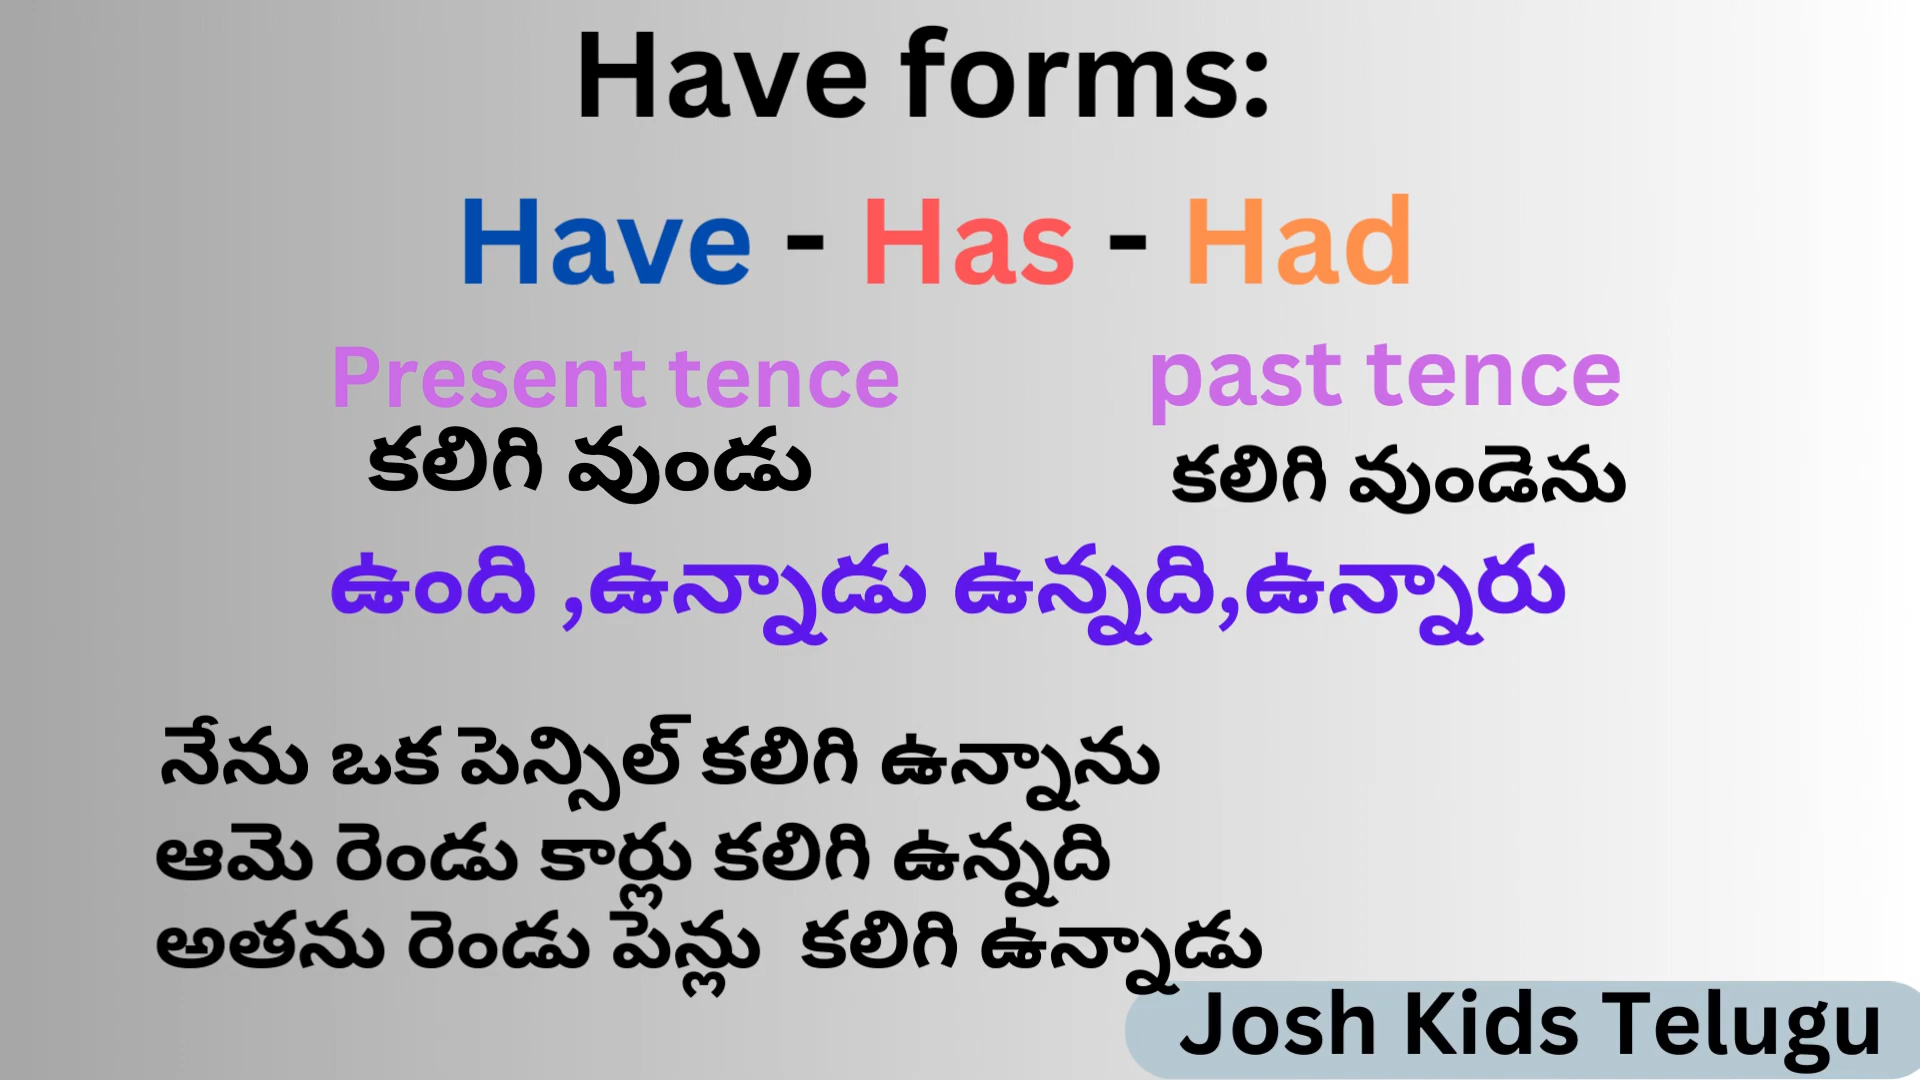 Have forms:
Have - Has - Had
Present tence past tence
కలిగి వుండు కలిగి వుండెను
ఉంది ,ఉన్నాడు ఉన్నది,ఉన్నారు
నేను ఒక పెన్సిల్ కలిగి ఉన్నాను
ఆమె రెండు కార్లు కలిగి ఉన్నది
అతను రెండు పెన్లు కలిగి ఉన్నాడు
Josh Kids Telugu